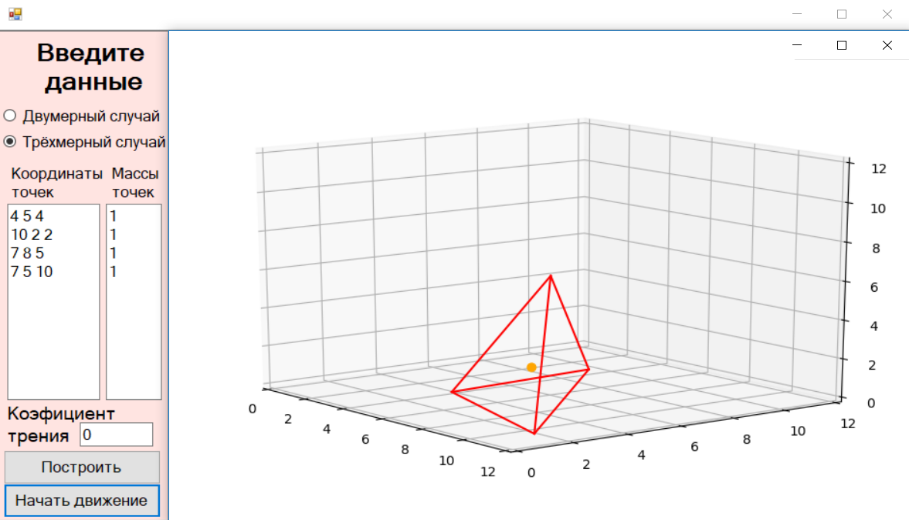 Введите
данные
Двумерный случай
Трёхмерный случай
Координаты Массы
точек точек
4 5 4 1
10 2 2 1
7 8 5 1
7 5 10 1
Коэфициент
трения 0
Построить
Начать движение
12
10
8
6
4
2
0
0
2
4
6
8
10
12
0
2
4
6
8
10
12